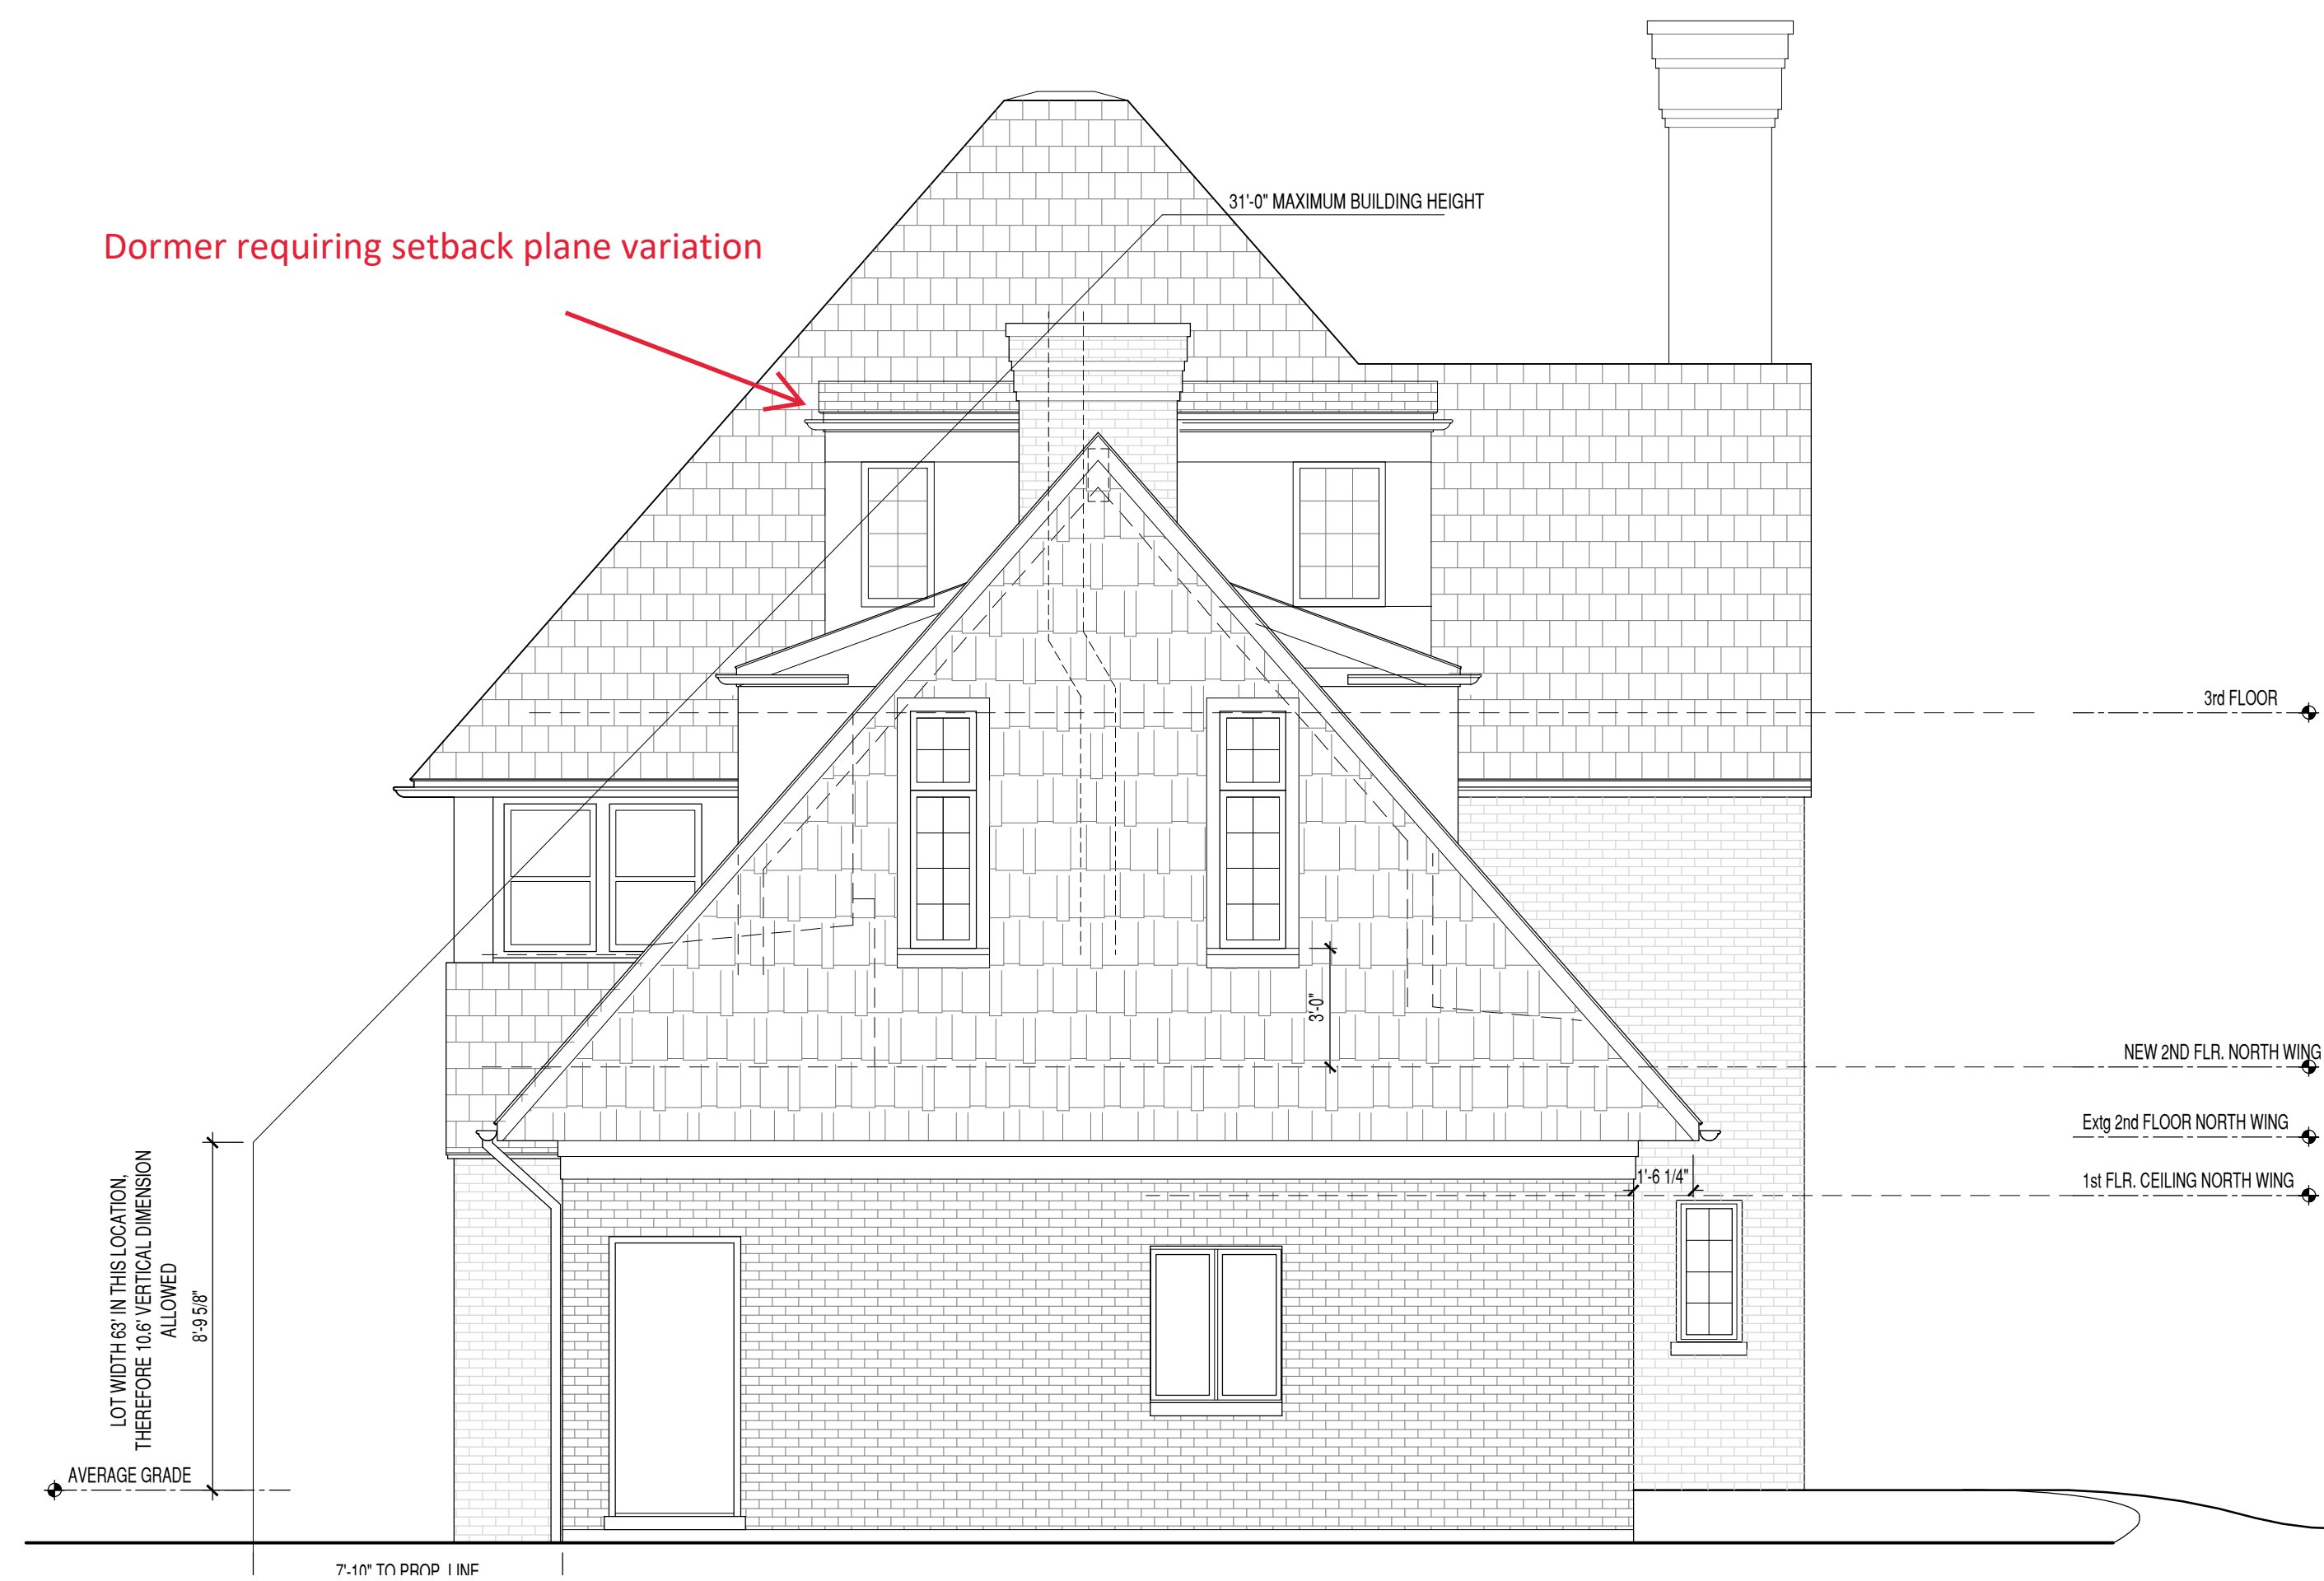 31'-0" MAXIMUM BUILDING HEIGHT
Dormer requiring setback plane variation
3rd FLOOR
3'-0"
NEW 2ND FLR. NORTH WING
Extg 2nd FLOOR NORTH WING
1'-6 1/4"
1st FLR. CEILING NORTH WING
LOT WIDTH 63' IN THIS LOCATION,
THEREFORE 10.6' VERTICAL DIMENSION
ALLOWED
8'-9 5/8"
AVERAGE GRADE
7'-10" TO PROP. LINE